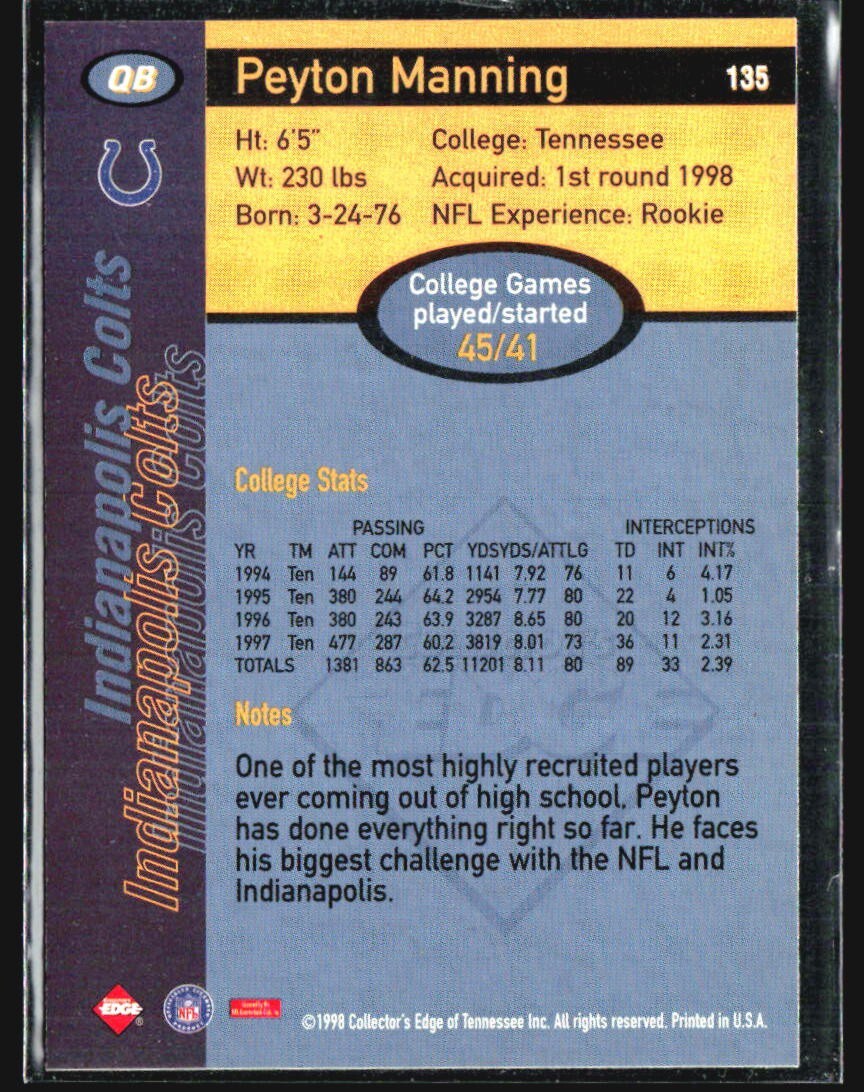 QB
Peyton Manning 135
Ht: 6'5" College: Tennessee
Wt: 230 lbs Acquired: 1st round 1998
Born: 3-24-76 NFL Experience: Rookie
College Games
played/started
45/41
Indianapolis Colts
Indianapolis Colts
Indianapolis Colts
College Stats
PASSING INTERCEPTIONS
YR TM ATT COM PCT YDSYDS/ATTLG TD INT INT%
1994 Ten 144 89 61.8 1141 7.92 76 11 6 4.17
1995 Ten 380 244 64.2 2954 7.77 80 22 4 1.05
1996 Ten 380 243 63.9 3287 8.65 80 20 12 3.16
1997 Ten 477 287 60.2 3819 8.01 73 36 11 2.31
TOTALS 1381 863 62.5 11201 8.11 80 89 33 2.39
Notes
One of the most highly recruited players
ever coming out of high school, Peyton
has done everything right so far. He faces
his biggest challenge with the NFL and
Indianapolis.
EDGE ®
NFL
©1998 Collector's Edge of Tennessee Inc. All rights reserved. Printed in U.S.A.